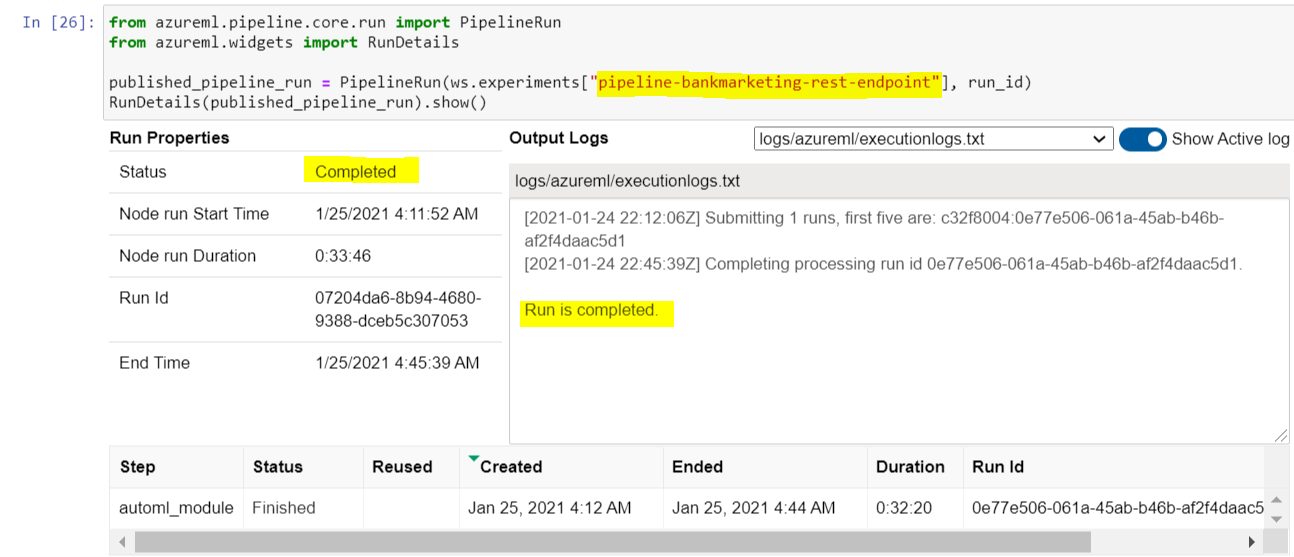 In [26]:
from azureml.pipeline.core.run import PipelineRun
from azureml.widgets import RunDetails
published_pipeline_run = PipelineRun(ws.experiments["pipeline-bankmarketing-rest-endpoint"], run_id)
RunDetails(published_pipeline_run).show()
Run Properties
Status Completed
Node run Start Time 1/25/2021 4:11:52 AM
Node run Duration 0:33:46
Run Id 07204da6-8b94-4680-
9388-dceb5c307053
End Time 1/25/2021 4:45:39 AM
Output Logs
logs/azureml/executionlogs.txt
Show Active log
logs/azureml/executionlogs.txt
[2021-01-24 22:12:06Z] Submitting 1 runs, first five are: c32f8004:0e77e506-061a-45ab-b46b-
af2f4daac5d1
[2021-01-24 22:45:39Z] Completing processing run id 0e77e506-061a-45ab-b46b-af2f4daac5d1.
Run is completed.
Step Status Reused Created Ended Duration Run Id
automl_module Finished Jan 25, 2021 4:12 AM Jan 25, 2021 4:44 AM 0:32:20 0e77e506-061a-45ab-b46b-af2f4daac5